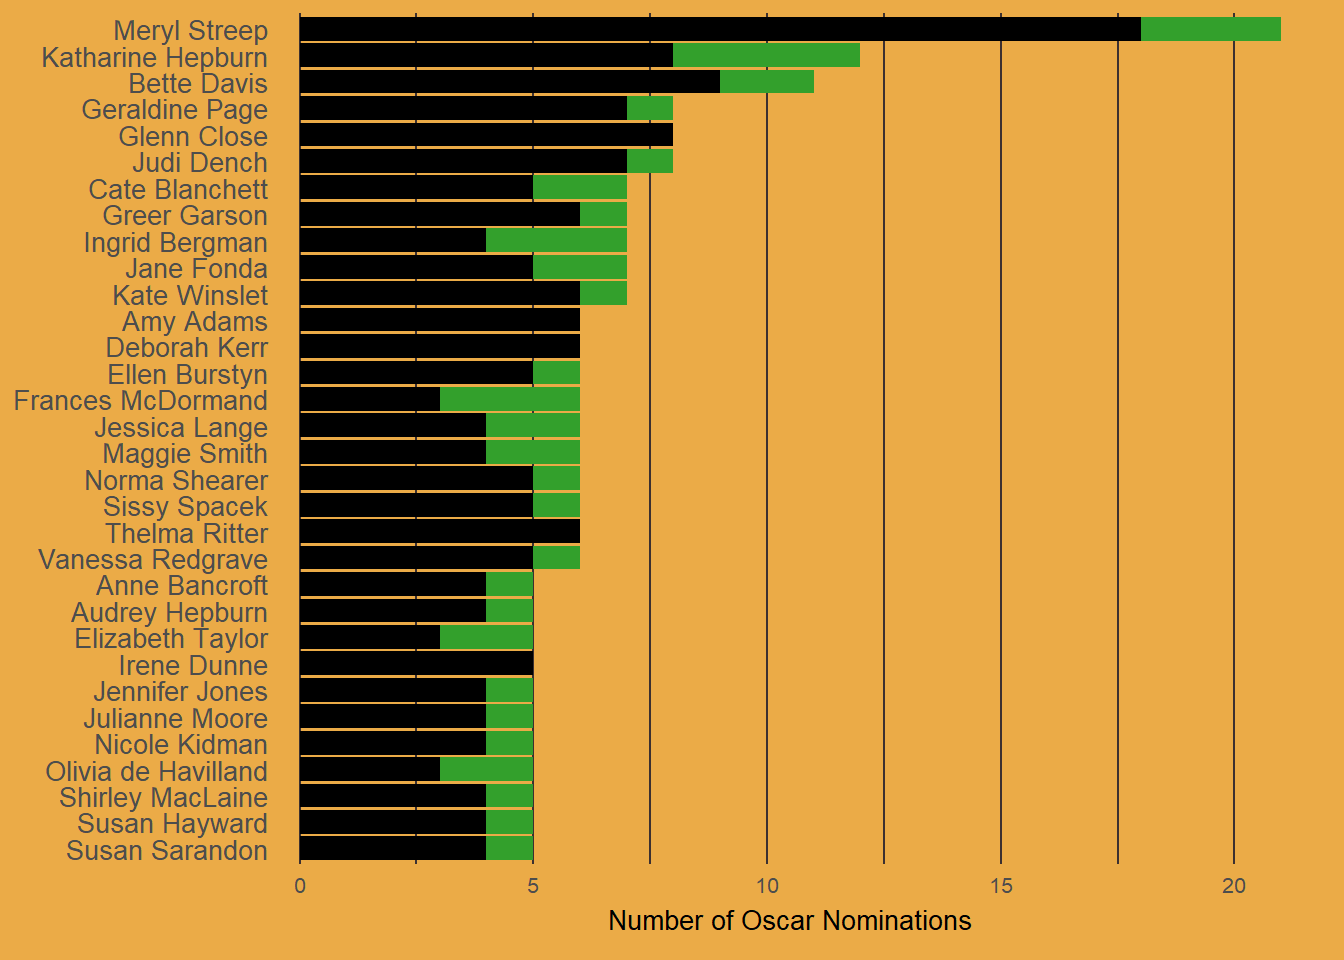 Meryl Streep
Katharine Hepburn
Bette Davis
Geraldine Page
Glenn Close
Judi Dench
Cate Blanchett
Greer Garson
Ingrid Bergman
Jane Fonda
Kate Winslet
Amy Adams
Deborah Kerr
Ellen Burstyn
Frances McDormand
Jessica Lange
Maggie Smith
Norma Shearer
Sissy Spacek
Thelma Ritter
Vanessa Redgrave
Anne Bancroft
Audrey Hepburn
Elizabeth Taylor
Irene Dunne
Jennifer Jones
Julianne Moore
Nicole Kidman
Olivia de Havilland
Shirley MacLaine
Susan Hayward
Susan Sarandon
0 5 10 15 20
Number of Oscar Nominations